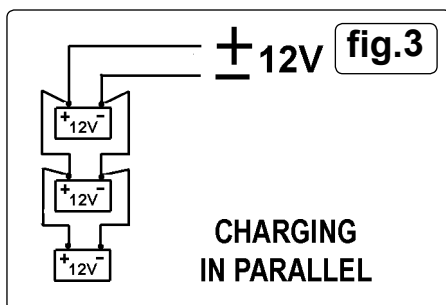 + 12V fig.3
−
+ −
12V
+ −
12V
+ −
12V
CHARGING
IN PARALLEL